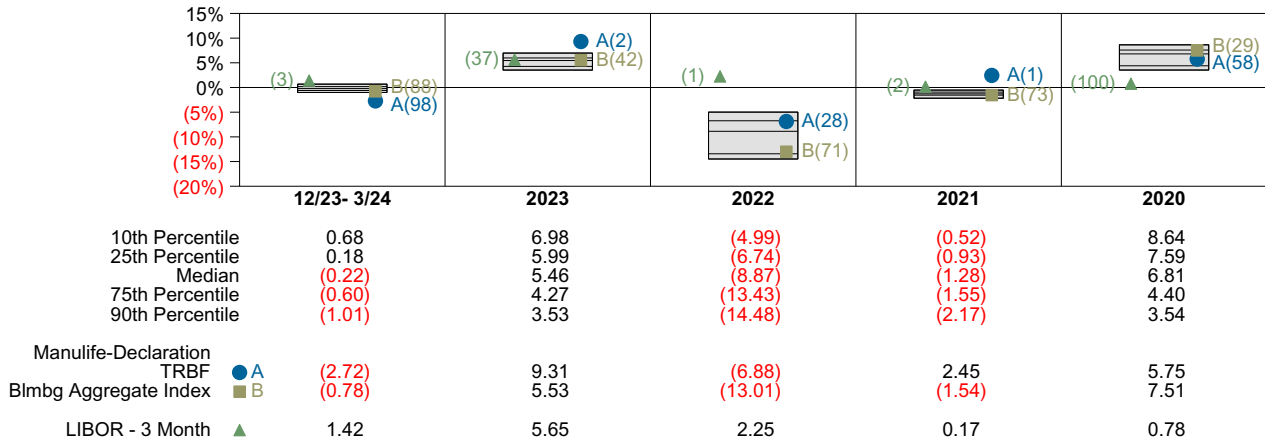 15%
10%
5%
0%
(5%)
(10%)
(15%)
(20%)
(3) B(88) A(98)
(37) A(2) B(42)
(1) A(28) B(71)
(2) A(1) B(73)
(100) B(29) A(58)
12/23- 3/24 2023 2022 2021 2020
10th Percentile 0.68 6.98 (4.99) (0.52) 8.64
25th Percentile 0.18 5.99 (6.74) (0.93) 7.59
Median (0.22) 5.46 (8.87) (1.28) 6.81
75th Percentile (0.60) 4.27 (13.43) (1.55) 4.40
90th Percentile (1.01) 3.53 (14.48) (2.17) 3.54
Manulife-Declaration
TRBF A (2.72) 9.31 (6.88) 2.45 5.75
Blmbg Aggregate Index B (0.78) 5.53 (13.01) (1.54) 7.51
LIBOR - 3 Month 1.42 5.65 2.25 0.17 0.78